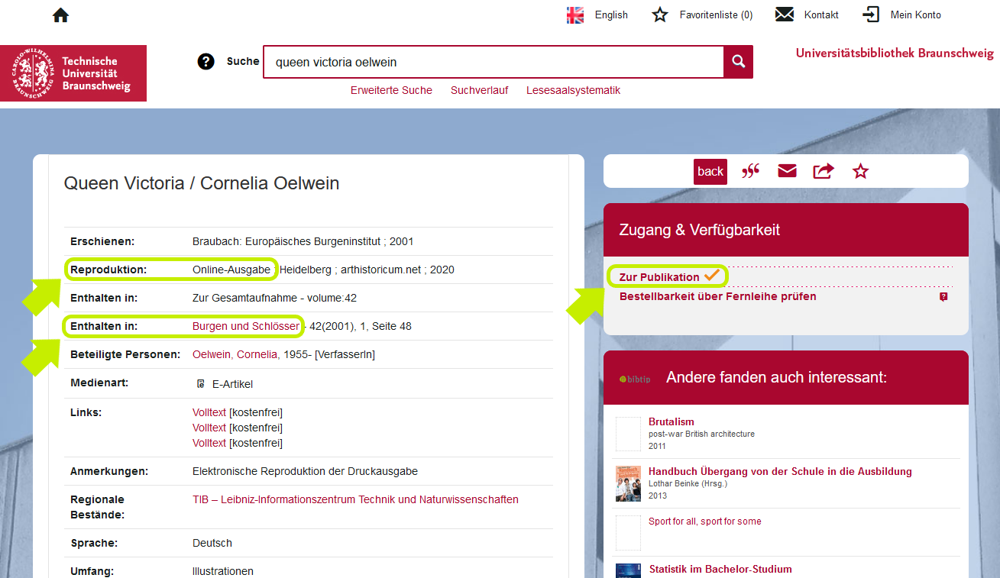 English
Favoritenliste (0)
Kontakt
Mein Konto
CAROLO-WILHELMINA BRAUNSCHWEIG
Technische
Universität
Braunschweig
? Suche queen victoria oelwein
Universitätsbibliothek Braunschweig
Erweiterte Suche Suchverlauf Lesesaalsystematik
Queen Victoria / Cornelia Oelwein
Erschienen: Braubach: Europäisches Burgeninstitut ; 2001
Reproduktion: Online-Ausgabe : Heidelberg ; arthistoricum.net ; 2020
Enthalten in: Zur Gesamtaufnahme - volume:42
Enthalten in: Burgen und Schlösser - 42(2001), 1, Seite 48
Beteiligte Personen: Oelwein, Cornelia, 1955- [VerfasserIn]
Medienart: E-Artikel
Links: Volltext [kostenfrei]
Volltext [kostenfrei]
Volltext [kostenfrei]
Anmerkungen: Elektronische Reproduktion der Druckausgabe
Regionale Bestände: TIB – Leibniz-Informationszentrum Technik und Naturwissenschaften
Sprache: Deutsch
Umfang: Illustrationen
back
Zugang & Verfügbarkeit
Zur Publikation
Bestellbarkeit über Fernleihe prüfen ?
bibtip Andere fanden auch interessant:
Brutalism
post-war British architecture
2011
Handbuch Übergang von der Schule in die Ausbildung
Lothar Beinke (Hrsg.)
2013
Sport for all, sport for some
Statistik im Bachelor-Studium